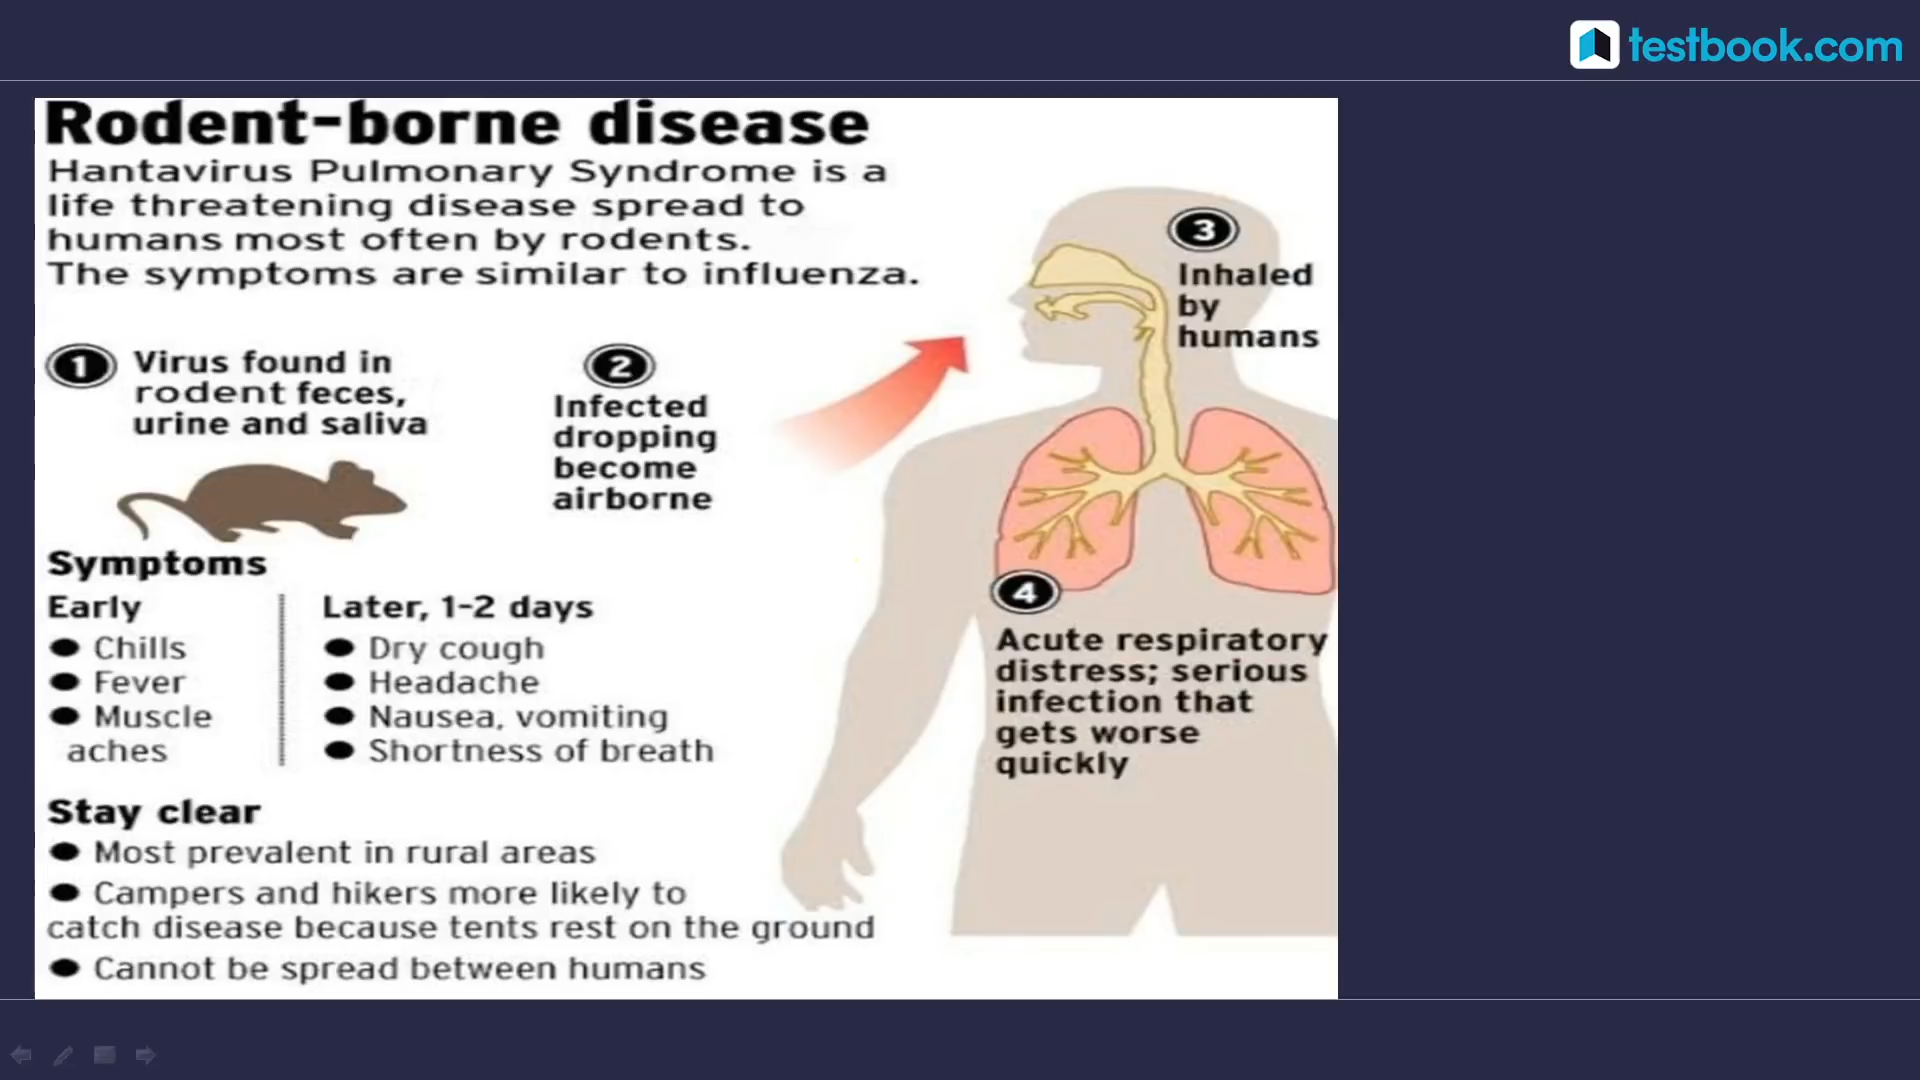 testbook.com
Rodent-borne disease
Hantavirus Pulmonary Syndrome is a
life threatening disease spread to
humans most often by rodents.
The symptoms are similar to influenza.
1
Virus found in
rodent feces,
urine and saliva
2
Infected
dropping
become
airborne
3
Inhaled
by
humans
4
Acute respiratory
distress; serious
infection that
gets worse
quickly
Symptoms
Early
● Chills
● Fever
● Muscle
aches
Later, 1-2 days
● Dry cough
● Headache
● Nausea, vomiting
● Shortness of breath
Stay clear
● Most prevalent in rural areas
● Campers and hikers more likely to
catch disease because tents rest on the ground
● Cannot be spread between humans